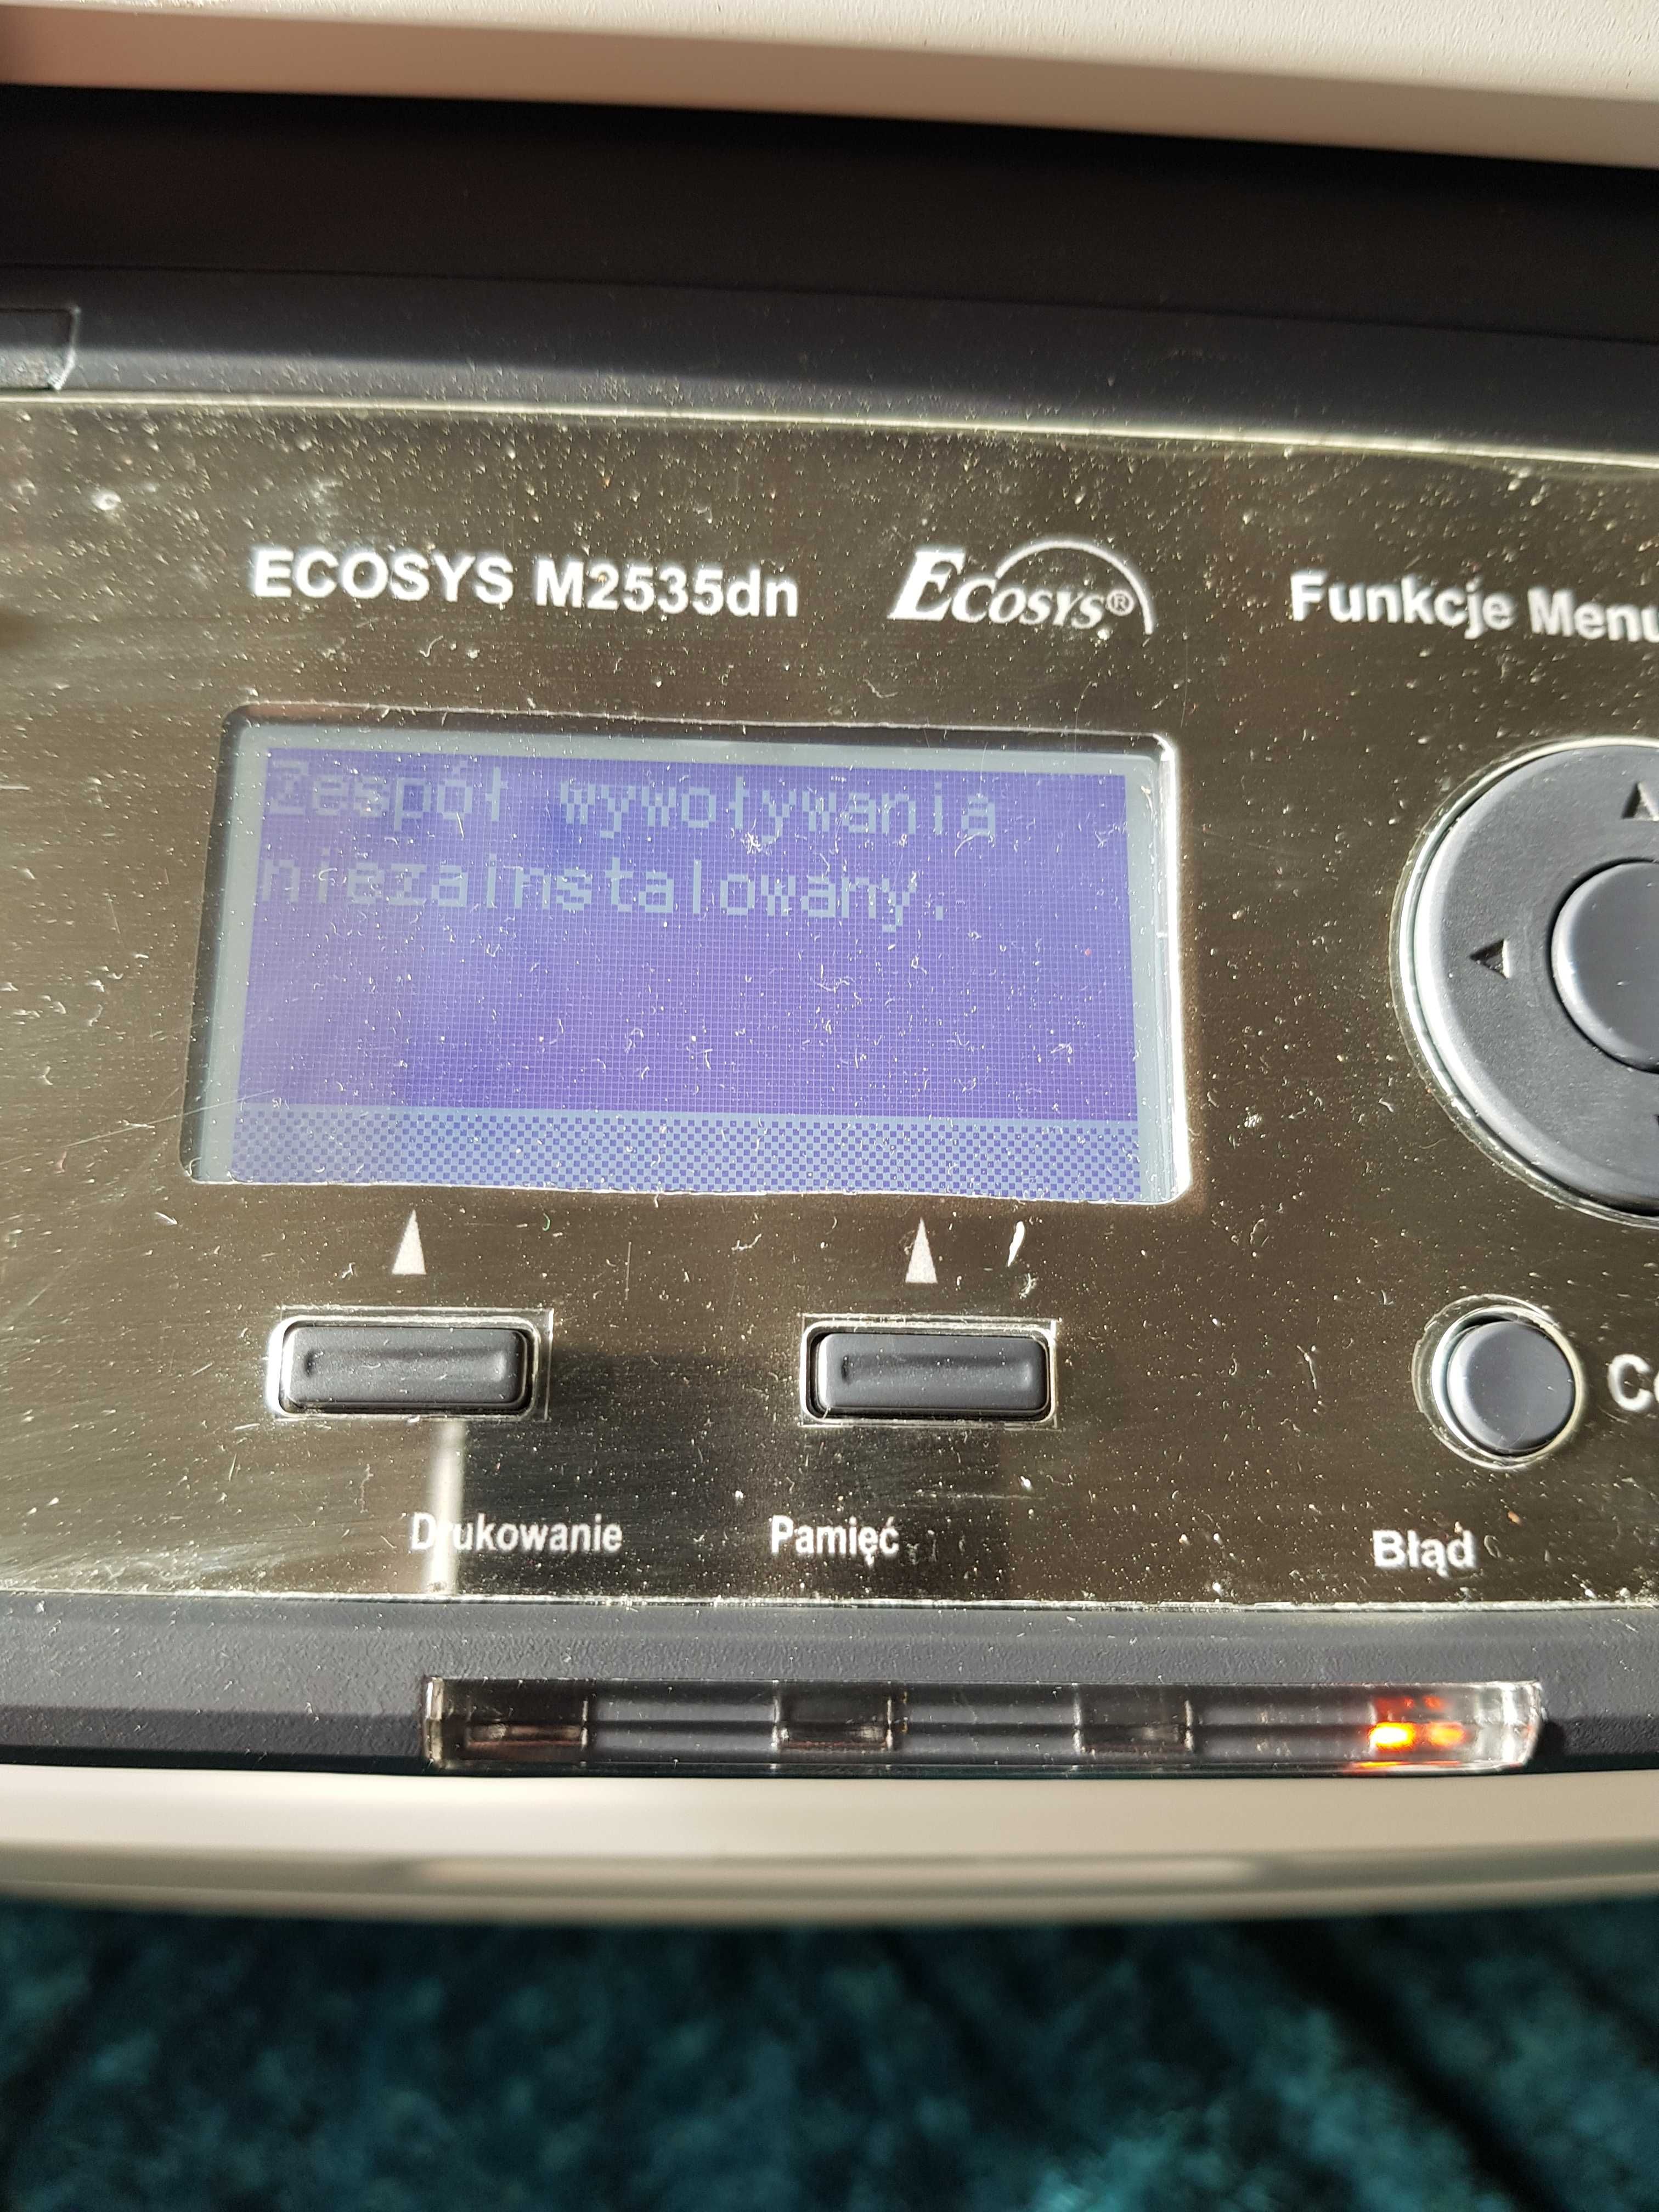 ECOSYS M2535dn
ECOSYS®
Funkcje Menu
Zespół wywoływania
niezainstalowany.
Drukowanie
Pamięć
Błąd